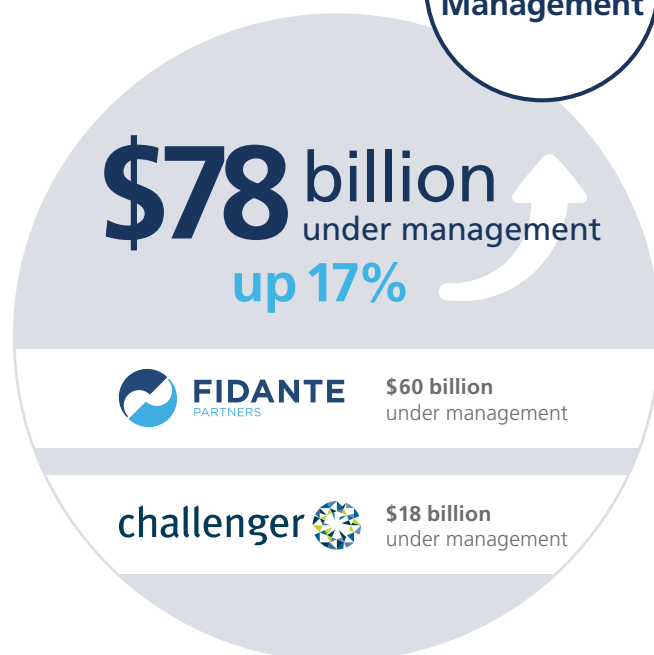 Management
$78 billion
under management
up 17%
FIDANTE
PARTNERS
$60 billion
under management
challenger
$18 billion
under management